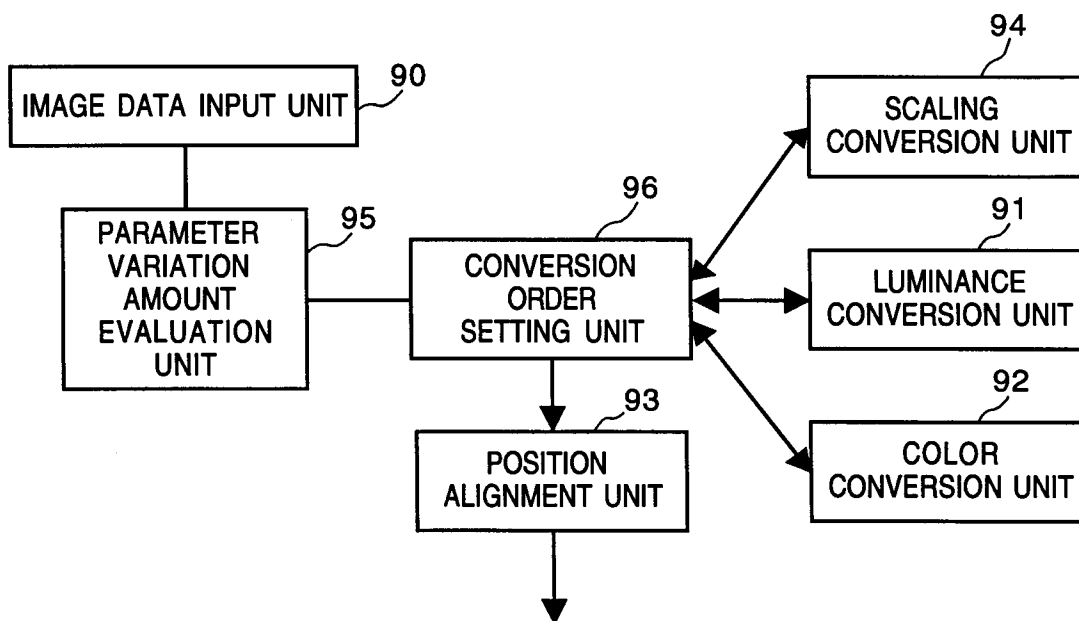 90
IMAGE DATA INPUT UNIT
95
PARAMETER
VARIATION
AMOUNT
EVALUATION
UNIT
96
CONVERSION
ORDER
SETTING UNIT
93
POSITION
ALIGNMENT UNIT
94
SCALING
CONVERSION UNIT
91
LUMINANCE
CONVERSION UNIT
92
COLOR
CONVERSION UNIT